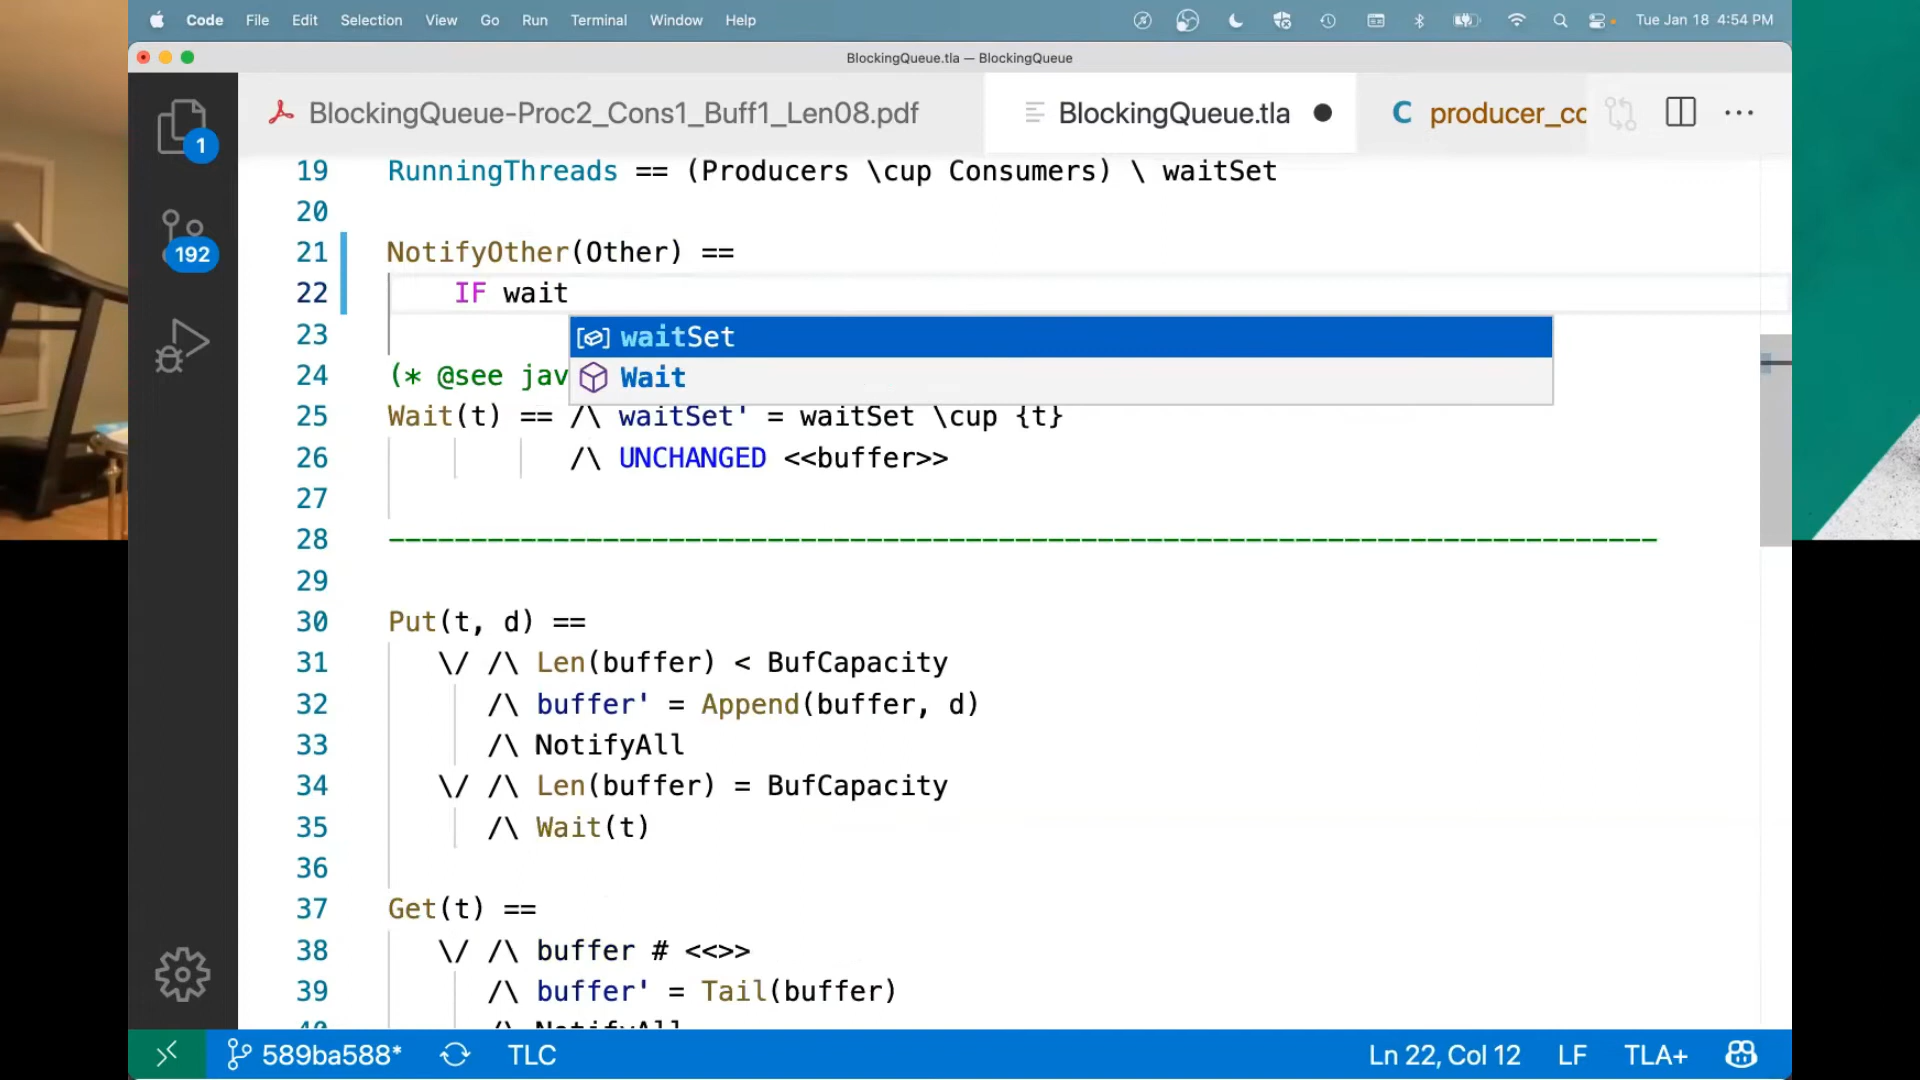 Code File Edit Selection View Go Run Terminal Window Help Tue Jan 18 4:54 PM
BlockingQueue.tla — BlockingQueue
BlockingQueue-Proc2_Cons1_Buff1_Len08.pdf BlockingQueue.tla C producer_cc
1
192
19 RunningThreads == (Producers \cup Consumers) \ waitSet
20
21 NotifyOther(Other) ==
22 IF wait
23 waitSet
24 (* @see jav Wait
25 Wait(t) == /\ waitSet' = waitSet \cup {t}
26 /\ UNCHANGED <<buffer>>
27
28 -----------------------------------------------------------------------------
29
30 Put(t, d) ==
31 \/ /\ Len(buffer) < BufCapacity
32 /\ buffer' = Append(buffer, d)
33 /\ NotifyAll
34 \/ /\ Len(buffer) = BufCapacity
35 /\ Wait(t)
36
37 Get(t) ==
38 \/ /\ buffer # <<>>
39 /\ buffer' = Tail(buffer)
40 /\ NotifyAll
589ba588* TLC Ln 22, Col 12 LF TLA+